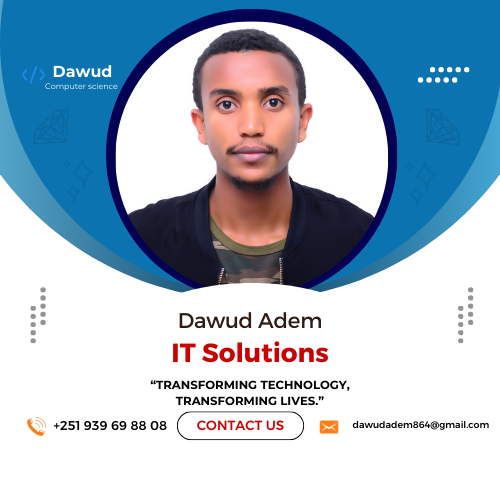 </> Dawud
Computer science
Dawud Adem
IT Solutions
“TRANSFORMING TECHNOLOGY,
TRANSFORMING LIVES.”
+251 939 69 88 08
CONTACT US
dawudadem864@gmail.com